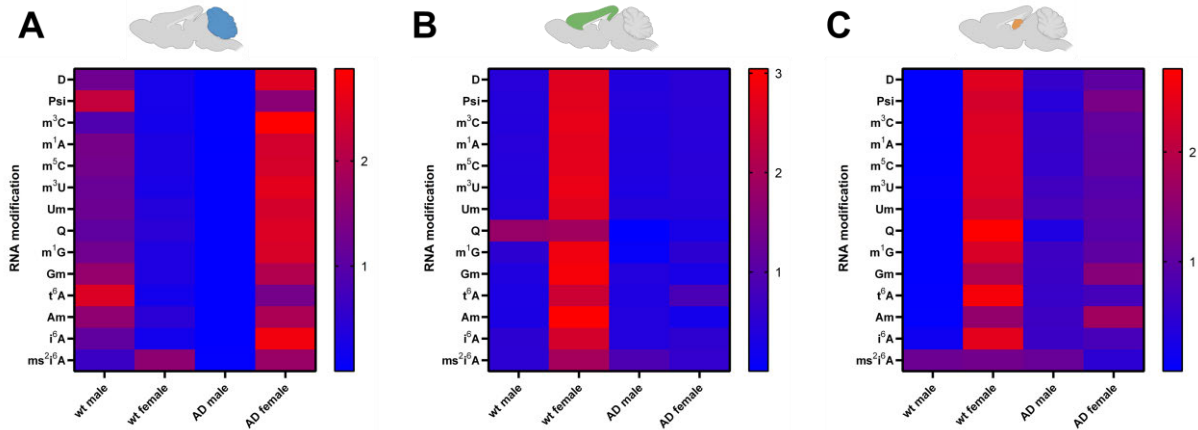 A
B
C
RNA modification
D
Psi
m³C
m¹A
m⁵C
m³U
Um
Q
m¹G
Gm
t⁶A
Am
i⁶A
ms²i⁶A
wt male
wt female
AD male
AD female
2
1
RNA modification
D
Psi
m³C
m¹A
m⁵C
m³U
Um
Q
m¹G
Gm
t⁶A
Am
i⁶A
ms²i⁶A
wt male
wt female
AD male
AD female
3
2
1
RNA modification
D
Psi
m³C
m¹A
m⁵C
m³U
Um
Q
m¹G
Gm
t⁶A
Am
i⁶A
ms²i⁶A
wt male
wt female
AD male
AD female
2
1